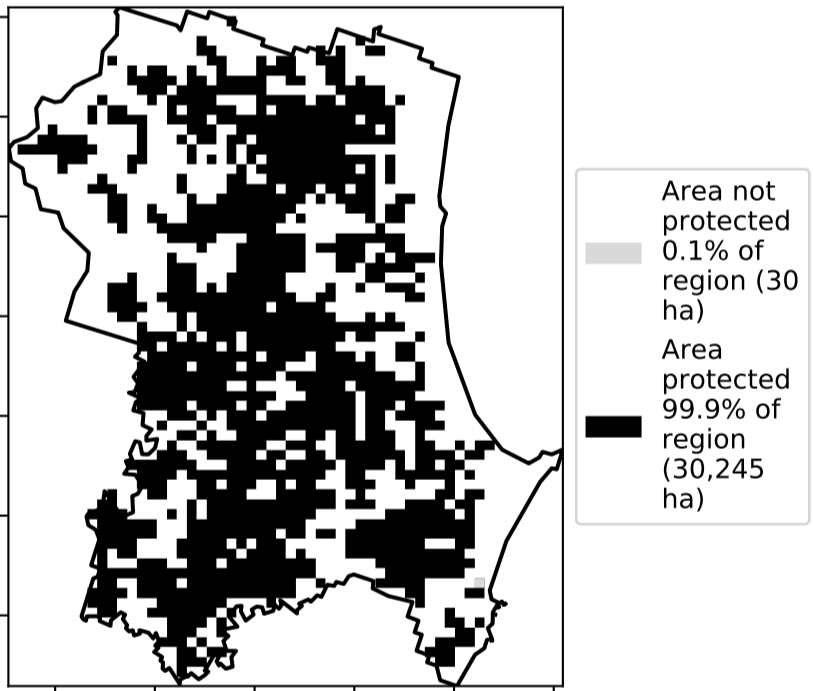 Area not
protected
0.1% of
region (30
ha)
Area
protected
99.9% of
region
(30,245
ha)